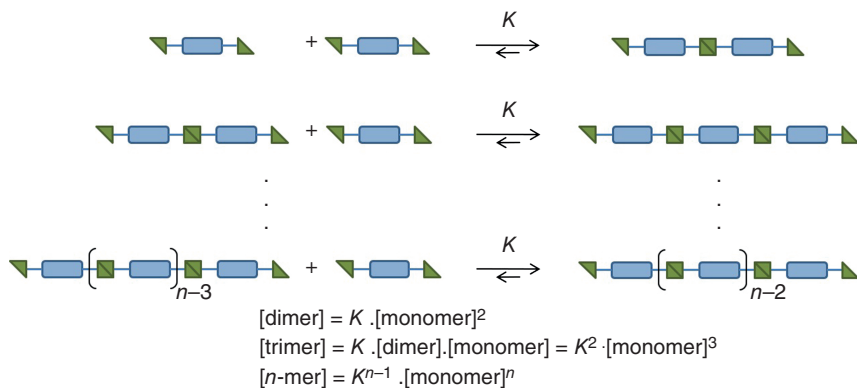 +
K
+
K
+
K
n–3
n–2
[dimer] = K .[monomer]²
[trimer] = K .[dimer].[monomer] = K² ·[monomer]³
[n-mer] = Kⁿ⁻¹ .[monomer]ⁿ